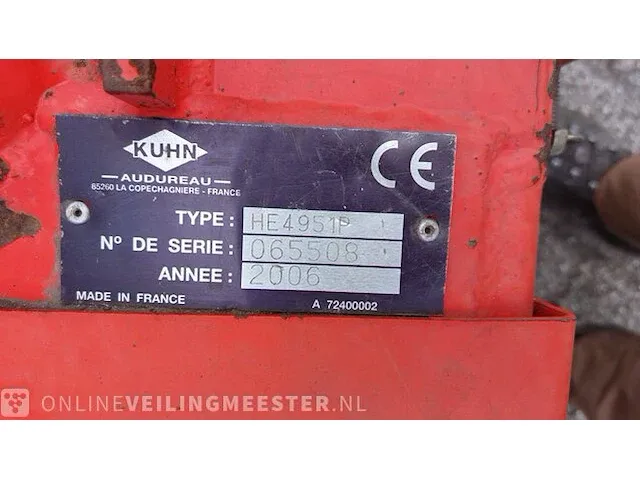 KUHN
AUDUREAU
85260 LA COPECHAGNIERE - FRANCE
CE
TYPE : HE4951P
Nº DE SERIE : 065508
ANNEE : 2006
MADE IN FRANCE
A 72400002
ONLINEVEILINGMEESTER.NL